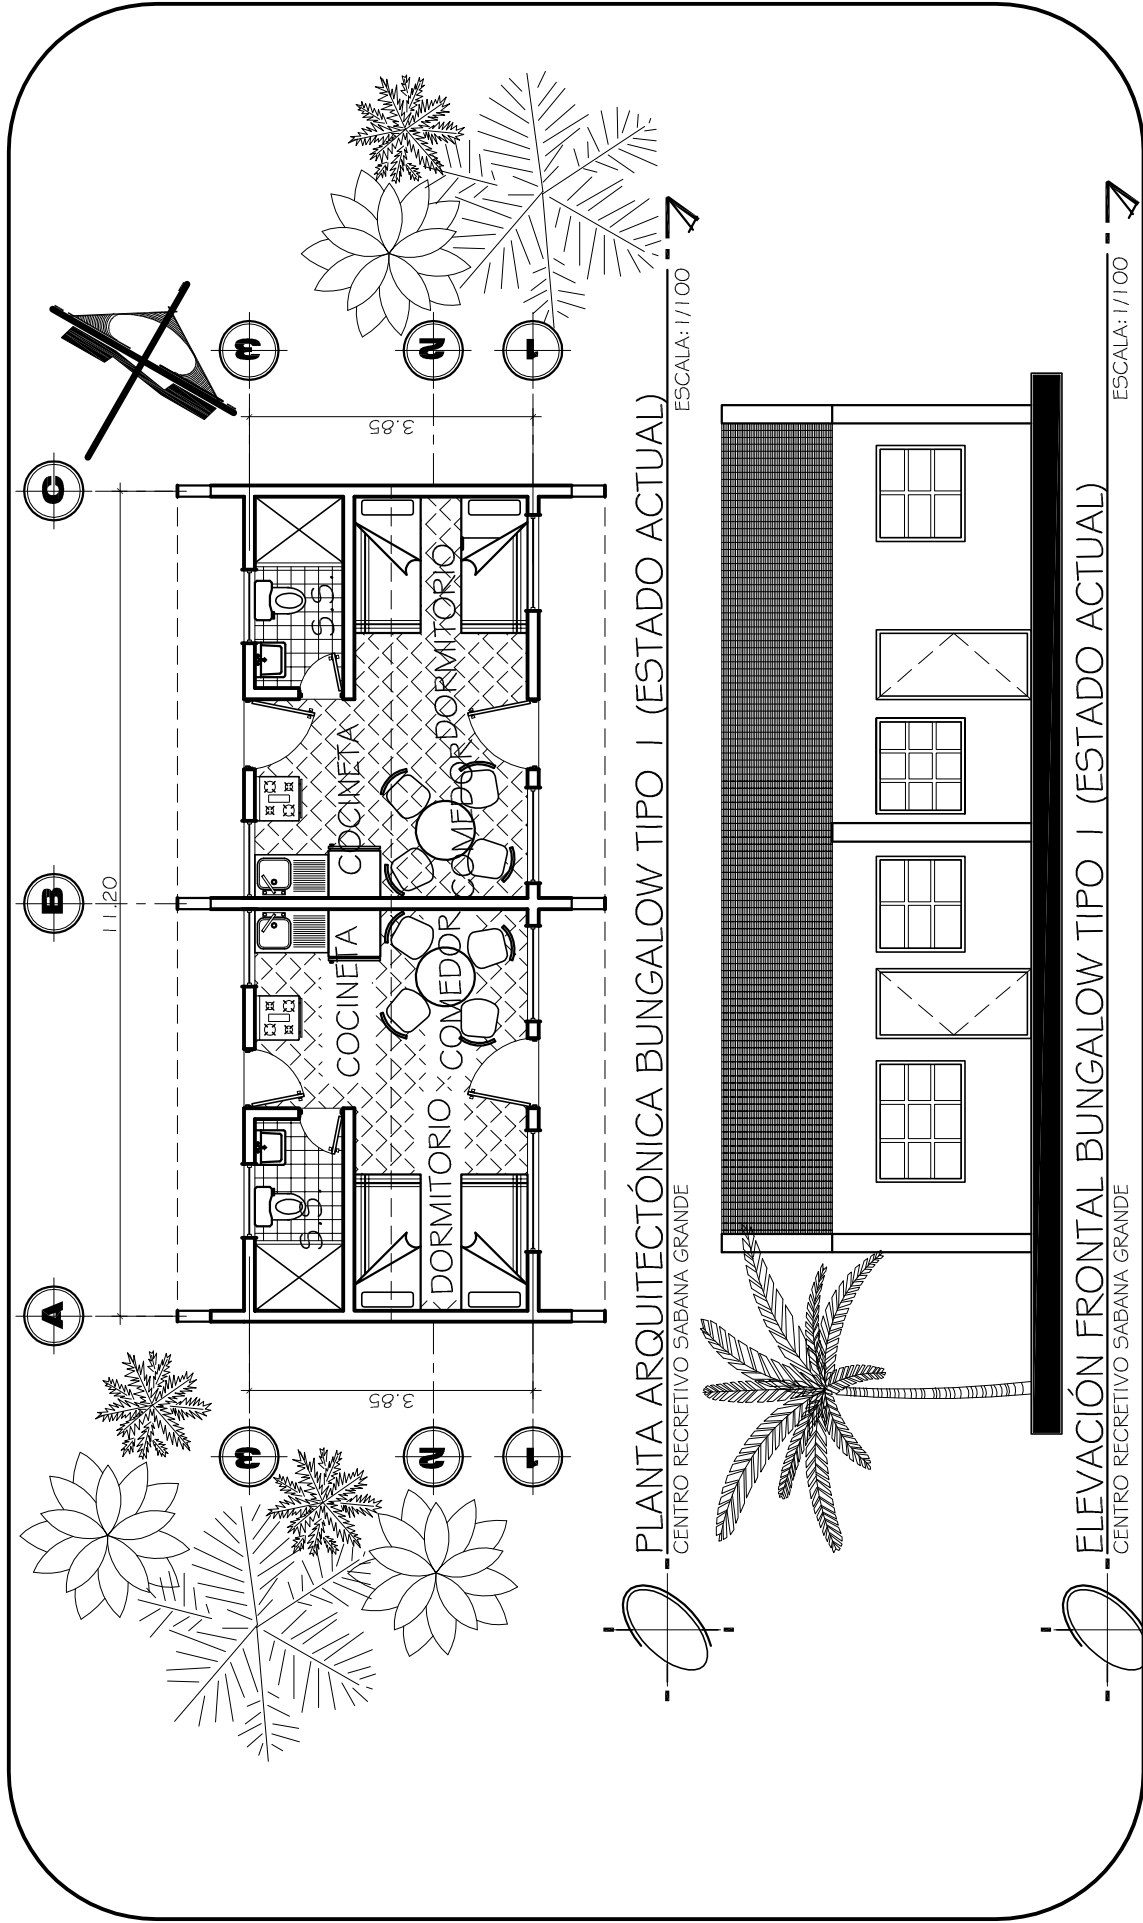 A
B
C
11.20
3
3
3.85
3.85
S.S.
S.S.
COCINETA
COCINETA
2
2
DORMITORIO
COMEDOR
COMEDOR
DORMITORIO
1
1
PLANTA ARQUITECTÓNICA BUNGALOW TIPO I (ESTADO ACTUAL)
CENTRO RECRETIVO SABANA GRANDE
ESCALA: 1/100
ELEVACIÓN FRONTAL BUNGALOW TIPO I (ESTADO ACTUAL)
CENTRO RECRETIVO SABANA GRANDE
ESCALA: 1/100